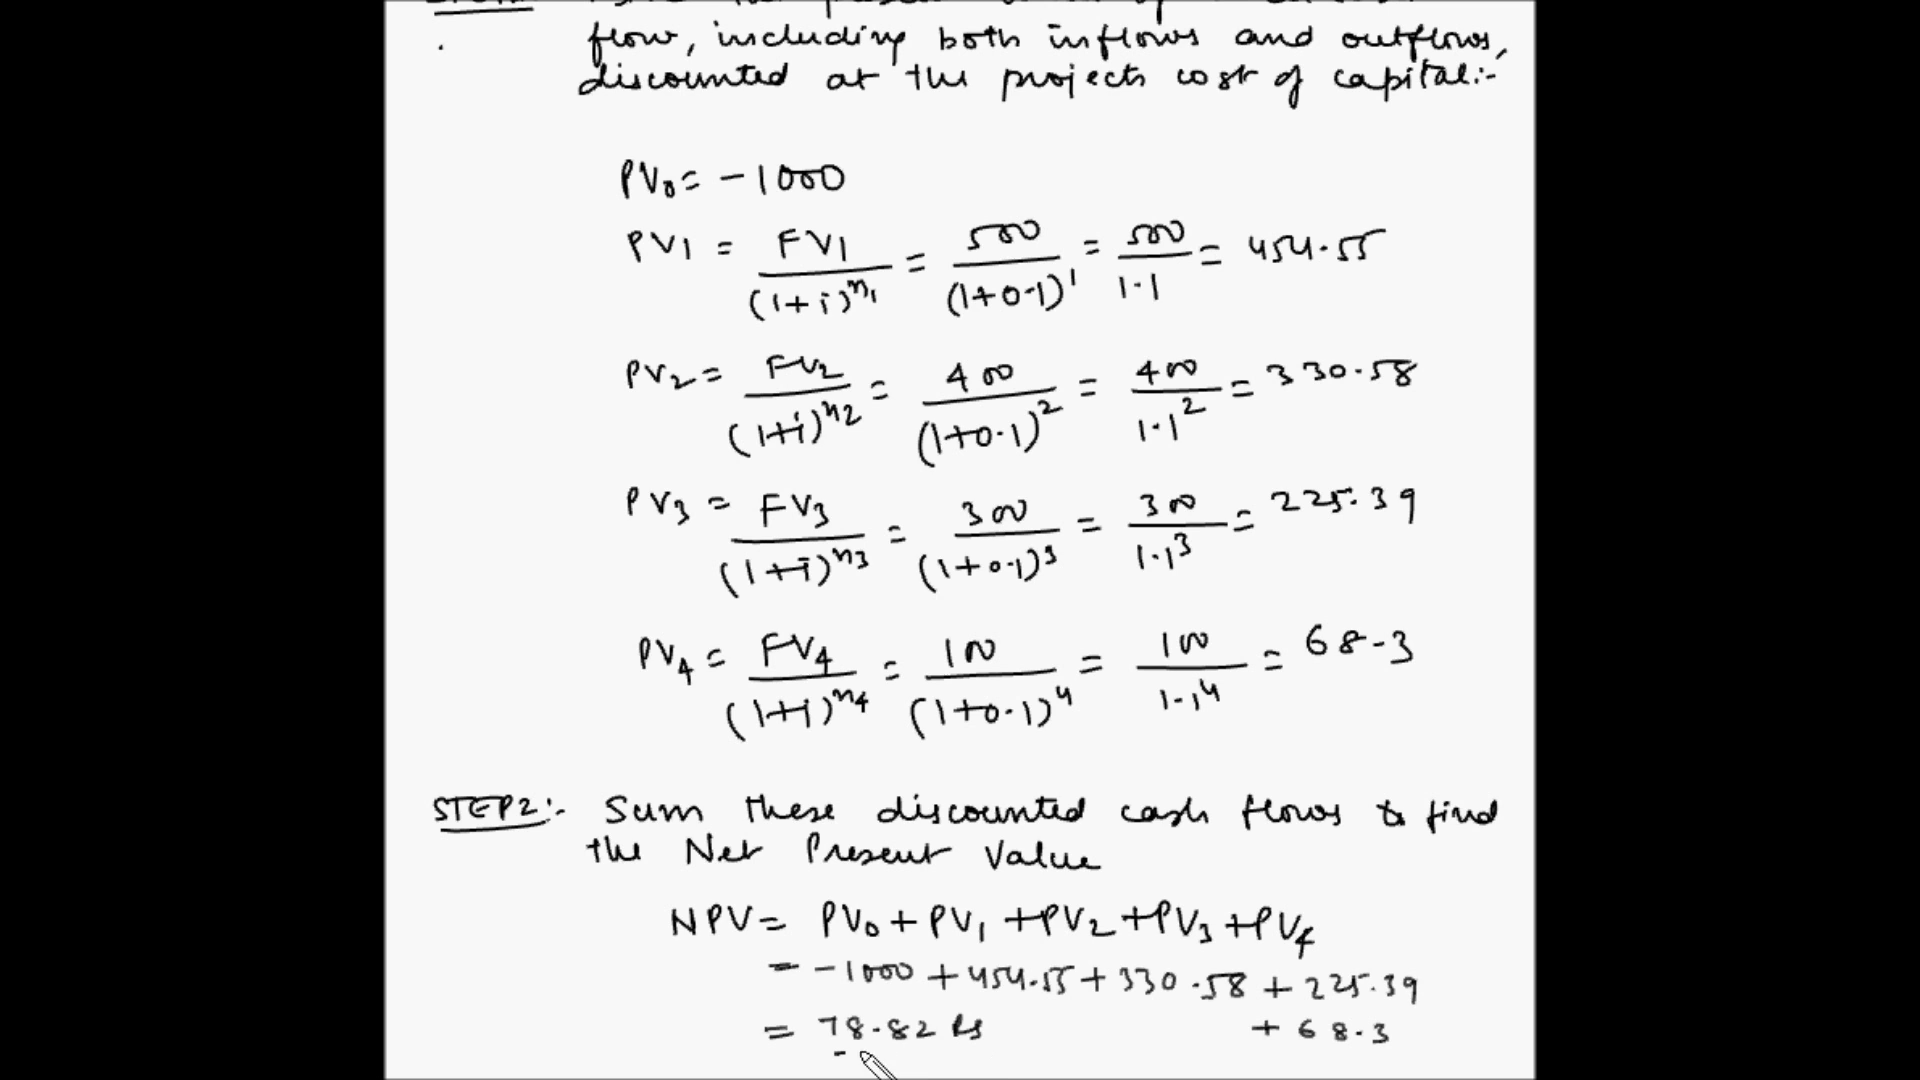 flow, including both inflows and outflows,
discounted at the projects cost of capital:-
PV₀ = -1000
PV1 = FV1/(1+i)^n₁ = 500/(1+0.1)^1 = 500/1.1 = 454.55
PV₂ = FV₂/(1+i)^n2 = 400/(1+0.1)^2 = 400/1.1^2 = 330.58
PV₃ = FV₃/(1+i)^n3 = 300/(1+0.1)^3 = 300/1.1^3 = 225.39
PV₄ = FV₄/(1+i)^n4 = 100/(1+0.1)^4 = 100/1.1^4 = 68.3
STEP2:- Sum these discounted cash flows to find
the Net Present Value
NPV = PV₀ + PV₁ + PV₂ + PV₃ + PV₄
= -1000 + 454.55 + 330.58 + 225.39
= 78.82 Rs + 68.3